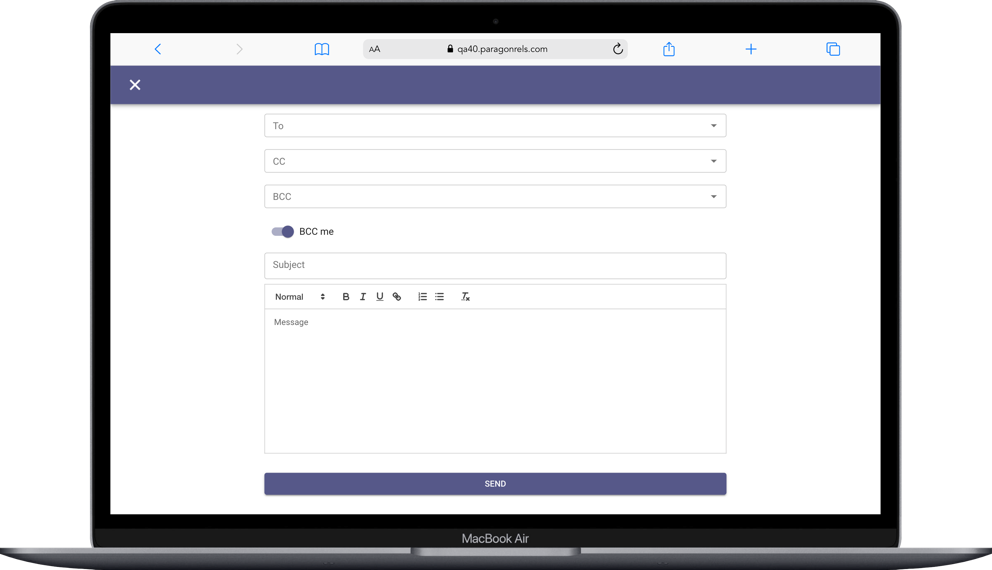 AA qa40.paragonrels.com
To
CC
BCC
BCC me
Subject
Normal B I U
Message
SEND
MacBook Air